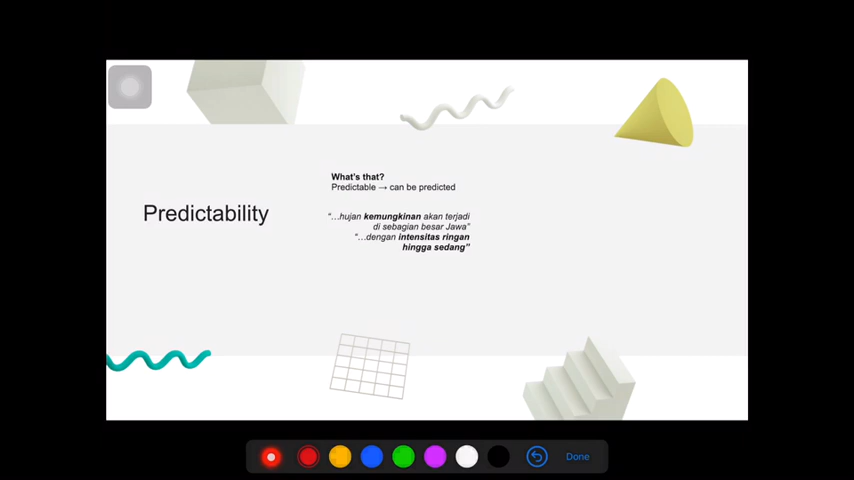 Predictability
What's that?
Predictable → can be predicted
“…hujan kemungkinan akan terjadi
di sebagian besar Jawa”
“…dengan intensitas ringan
hingga sedang”
Done